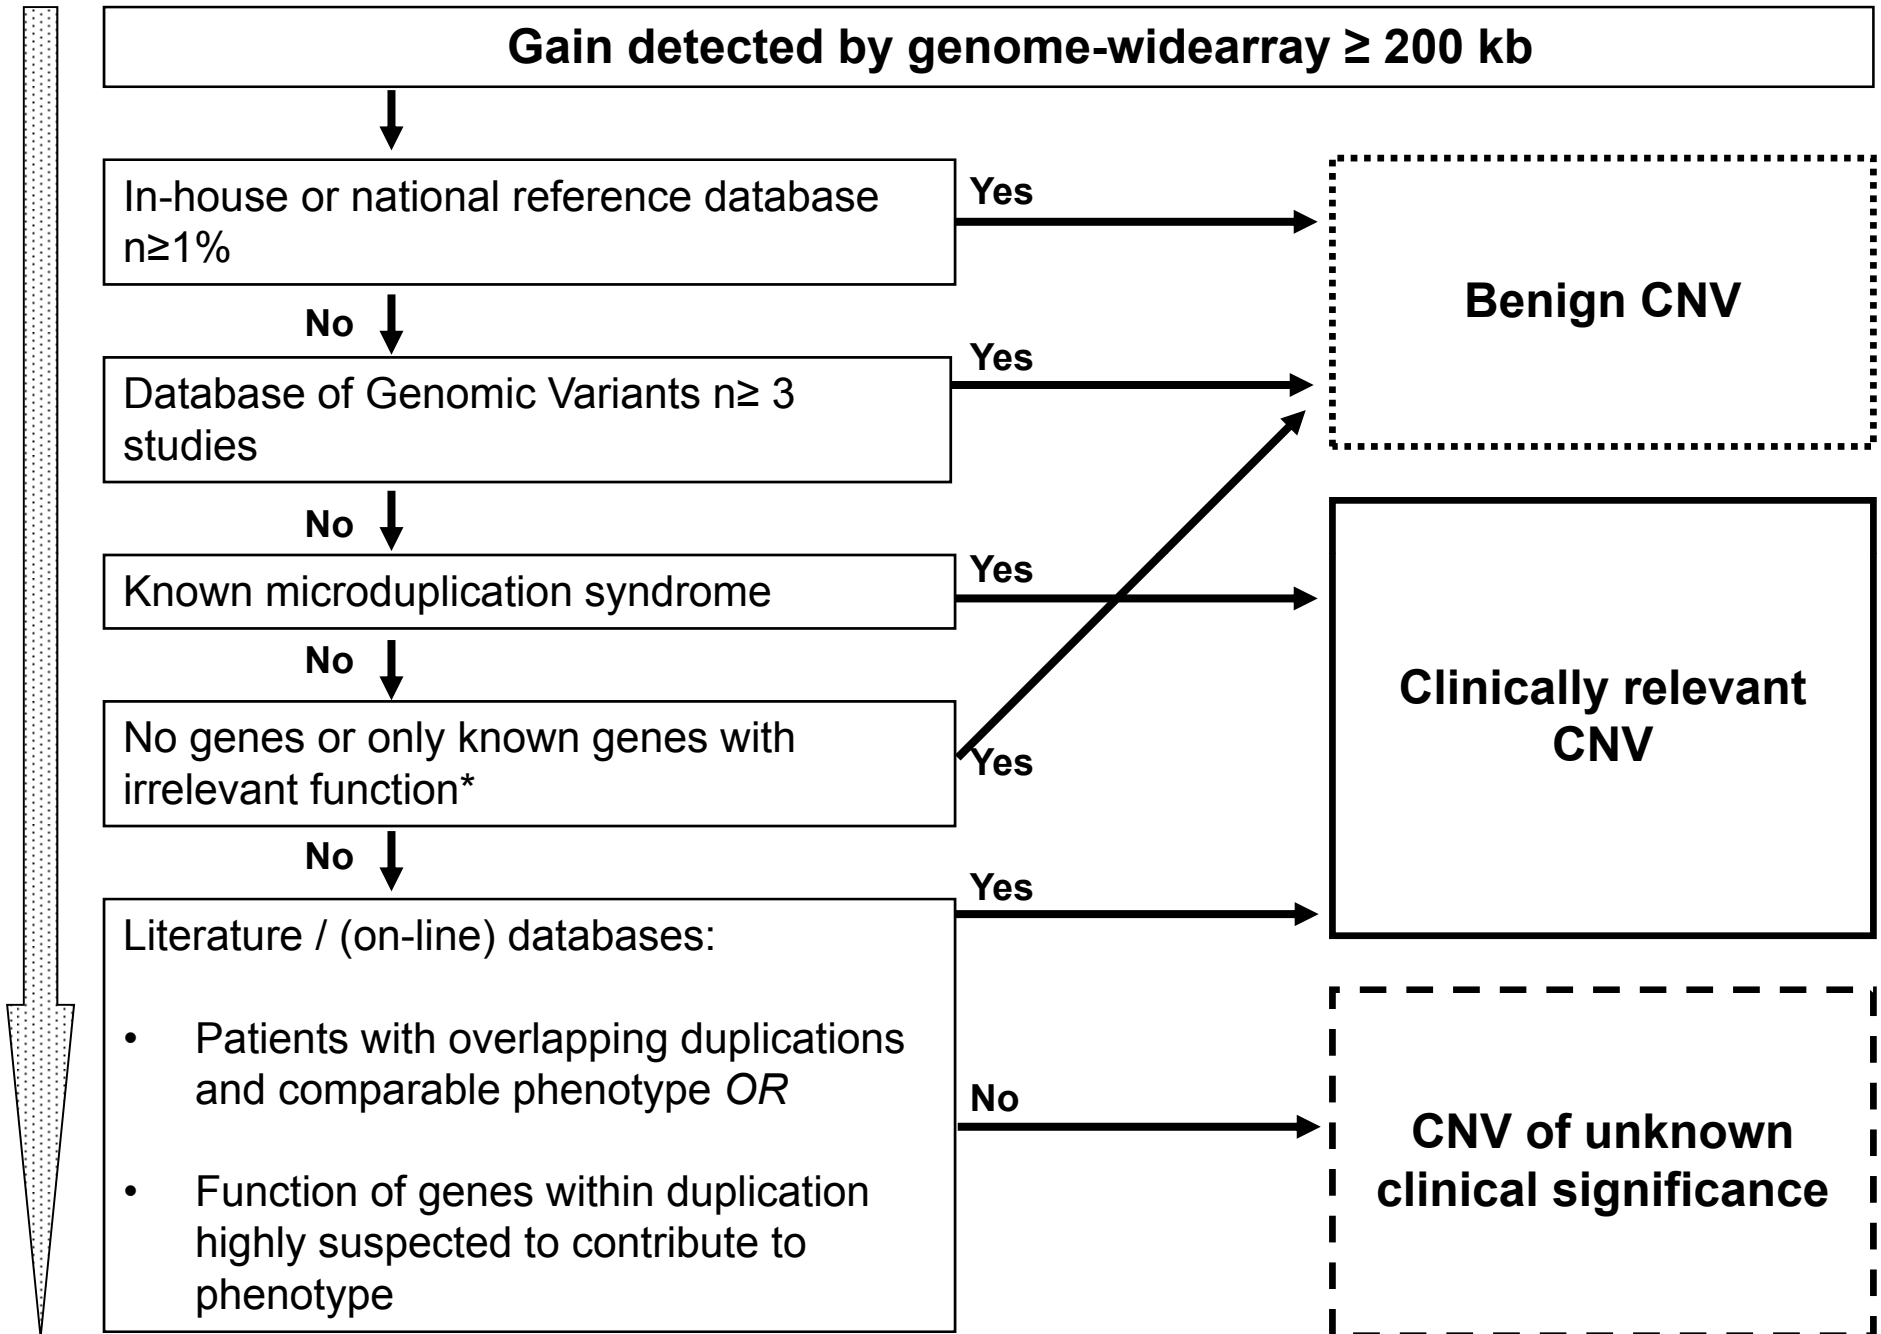 Gain detected by genome-widearray ≥ 200 kb
In-house or national reference database
n≥1%
Yes
Benign CNV
No
Database of Genomic Variants n≥ 3
studies
Yes
No
Known microduplication syndrome
Yes
Clinically relevant
CNV
No
No genes or only known genes with
irrelevant function*
Yes
No
Literature / (on-line) databases:
Yes
• Patients with overlapping duplications
and comparable phenotype OR
• Function of genes within duplication
highly suspected to contribute to
phenotype
No
CNV of unknown
clinical significance